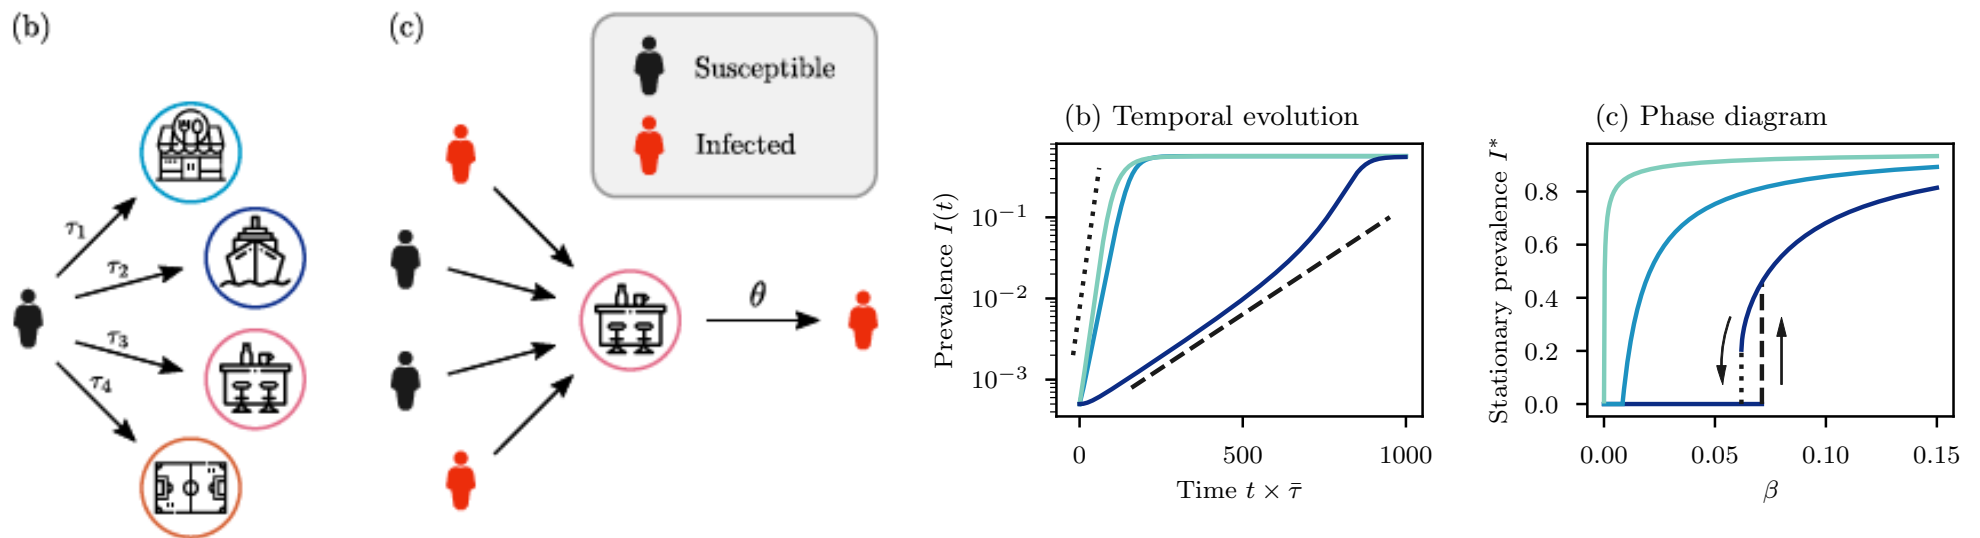 (b)
τ1
τ2
τ3
τ4
(c)
Susceptible
Infected
θ
(b) Temporal evolution
Prevalence I(t)
10⁻¹
10⁻²
10⁻³
0 500 1000
Time t × τ̄
(c) Phase diagram
Stationary prevalence I*
0.8
0.6
0.4
0.2
0.0
0.00 0.05 0.10 0.15
β